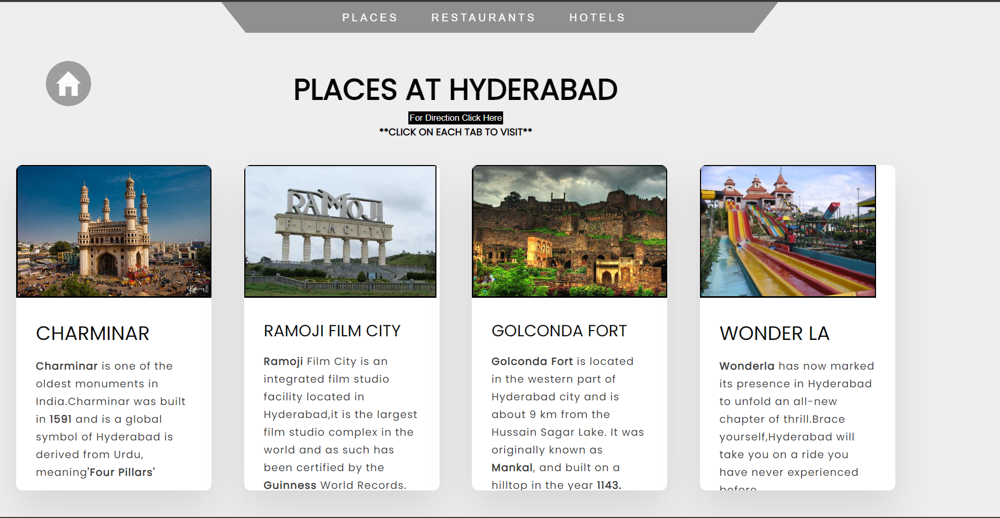 PLACES RESTAURANTS HOTELS
PLACES AT HYDERABAD
For Direction Click Here
**CLICK ON EACH TAB TO VISIT**
RAMOJI
FILM CITY
CHARMINAR
Charminar is one of the
oldest monuments in
India.Charminar was built
in 1591 and is a global
symbol of Hyderabad is
derived from Urdu,
meaning'Four Pillars'
RAMOJI FILM CITY
Ramoji Film City is an
integrated film studio
facility located in
Hyderabad,it is the largest
film studio complex in the
world and as such has
been certified by the
Guinness World Records.
GOLCONDA FORT
Golconda Fort is located
in the western part of
Hyderabad city and is
about 9 km from the
Hussain Sagar Lake. It was
originally known as
Mankal, and built on a
hilltop in the year 1143.
WONDER LA
Wonderla has now marked
its presence in Hyderabad
to unfold an all-new
chapter of thrill.Brace
yourself,Hyderabad will
take you on a ride you
have never experienced
before